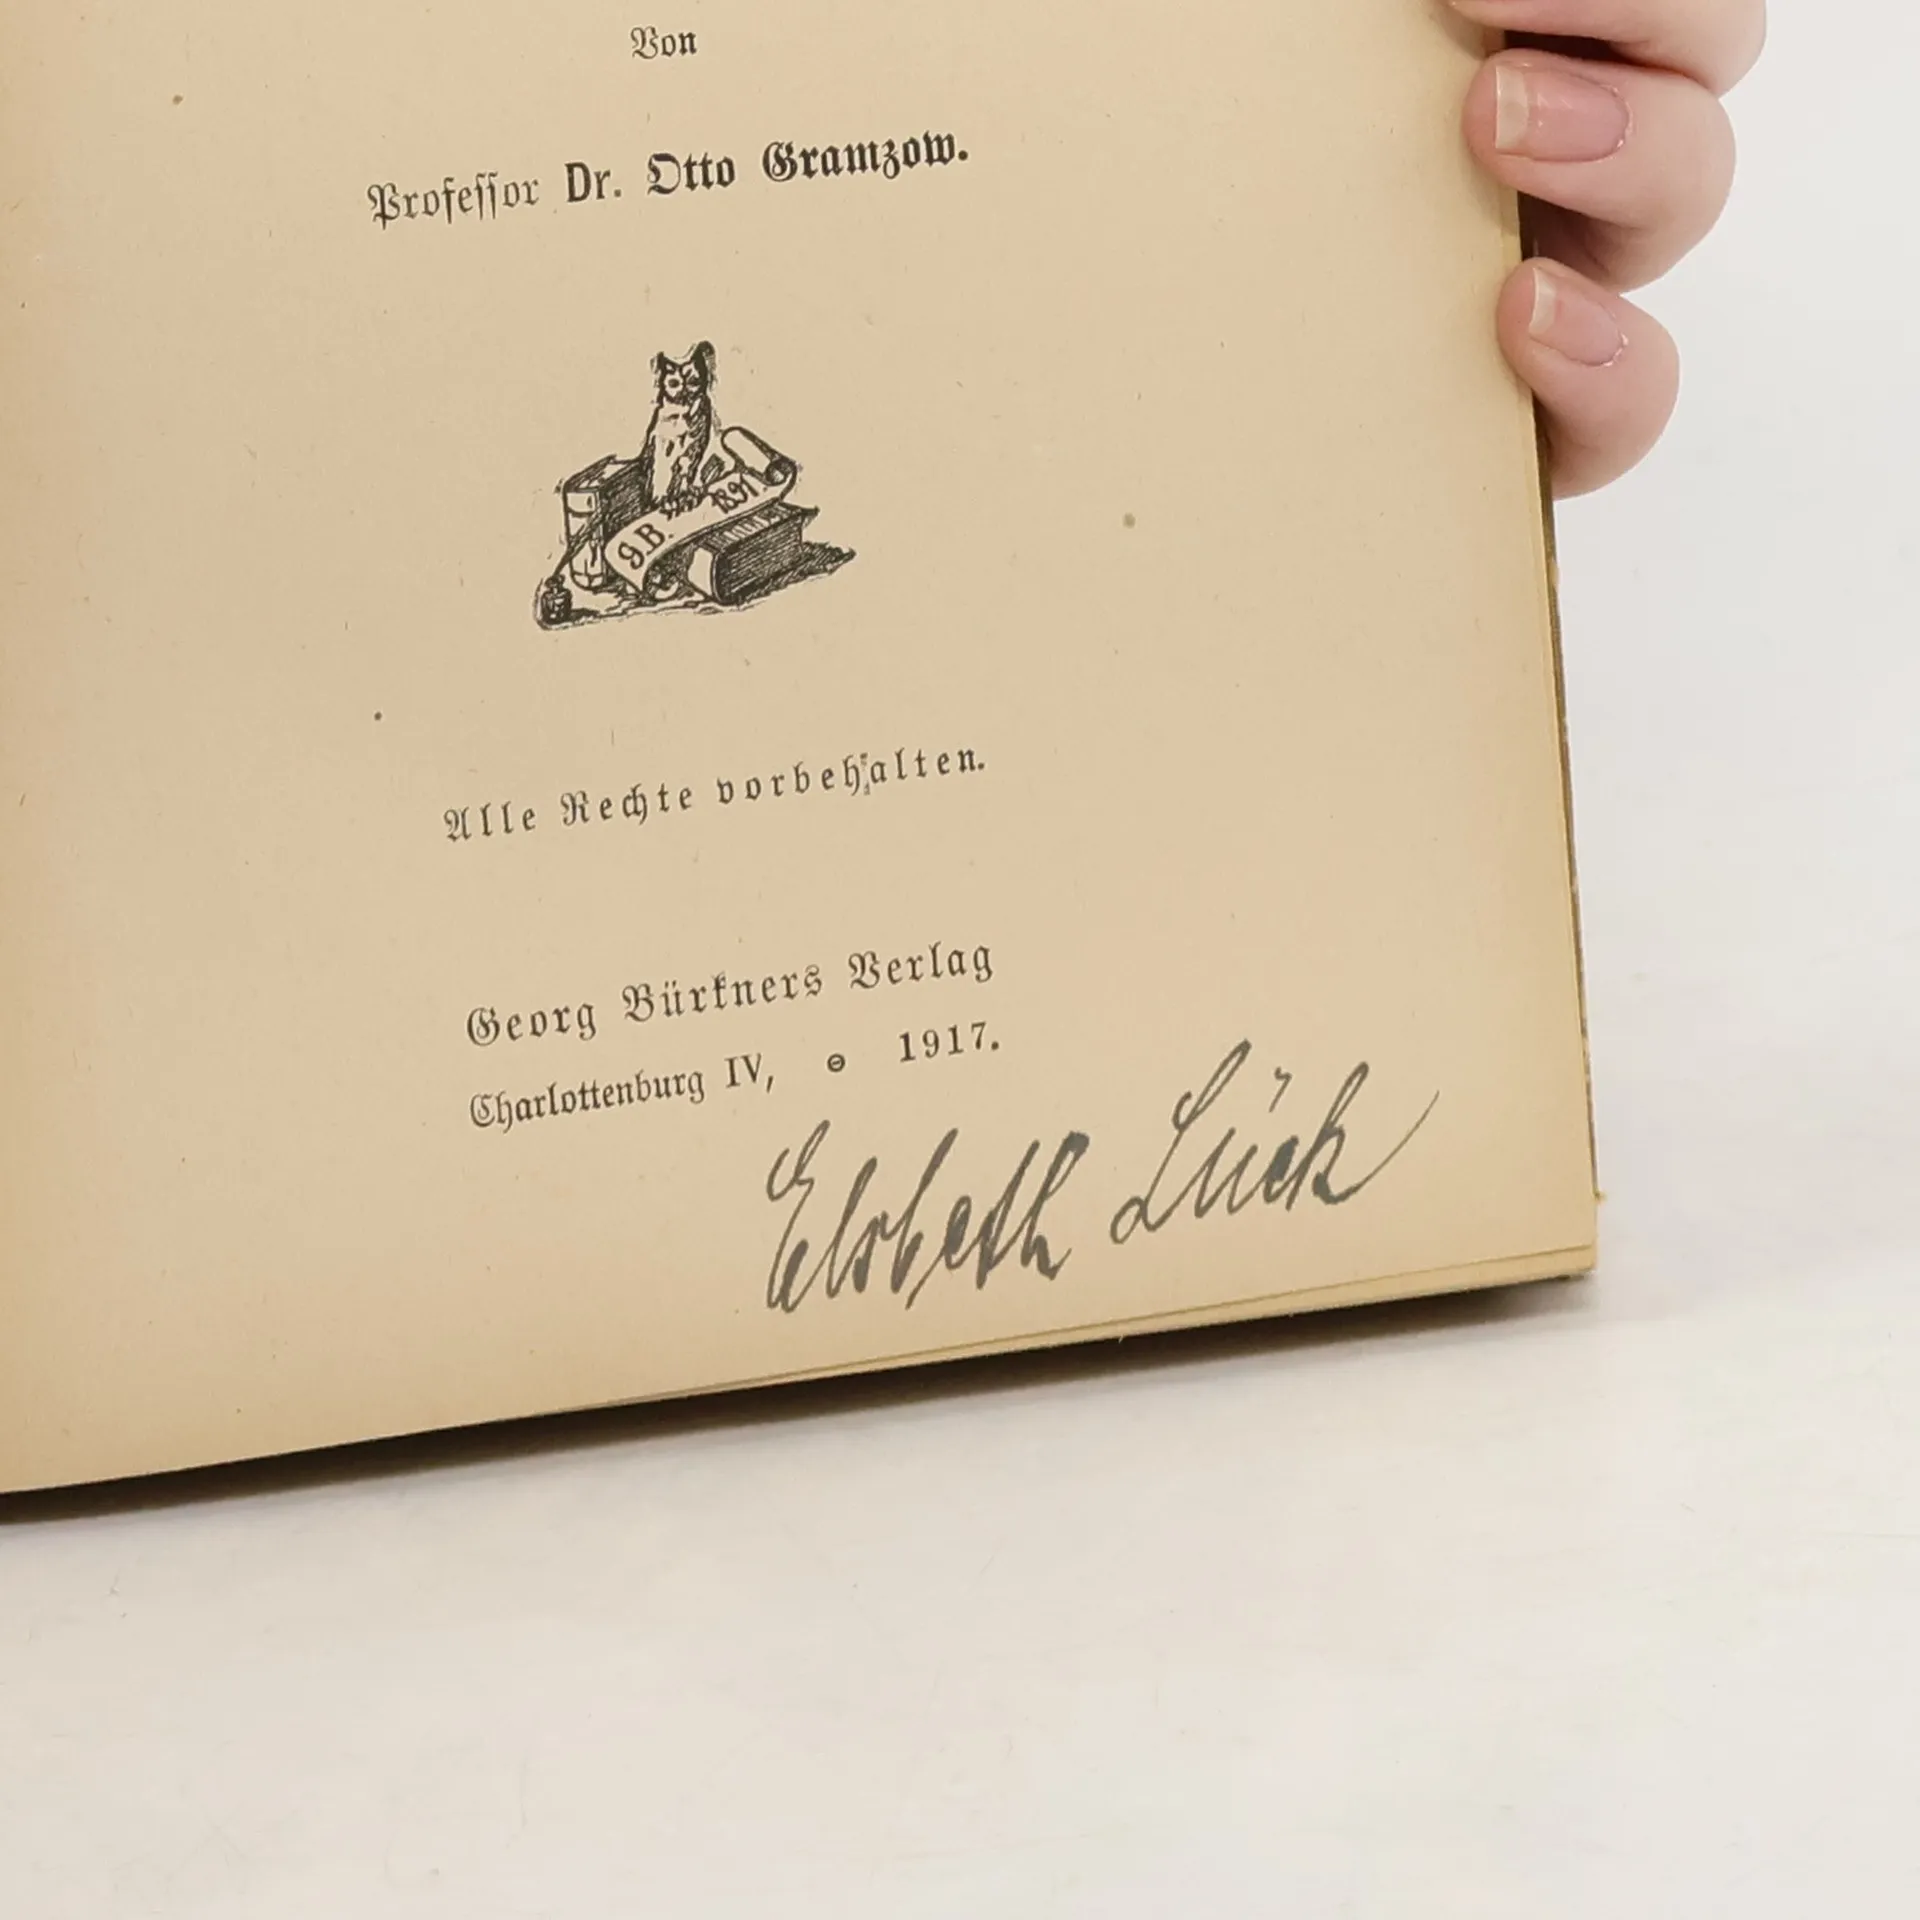 Von
Professor Dr. Otto Gramzow.
G.B. 1891.
Alle Rechte vorbehalten.
Georg Bürkners Verlag
Charlottenburg IV, 1917.
Elsbeth Lück